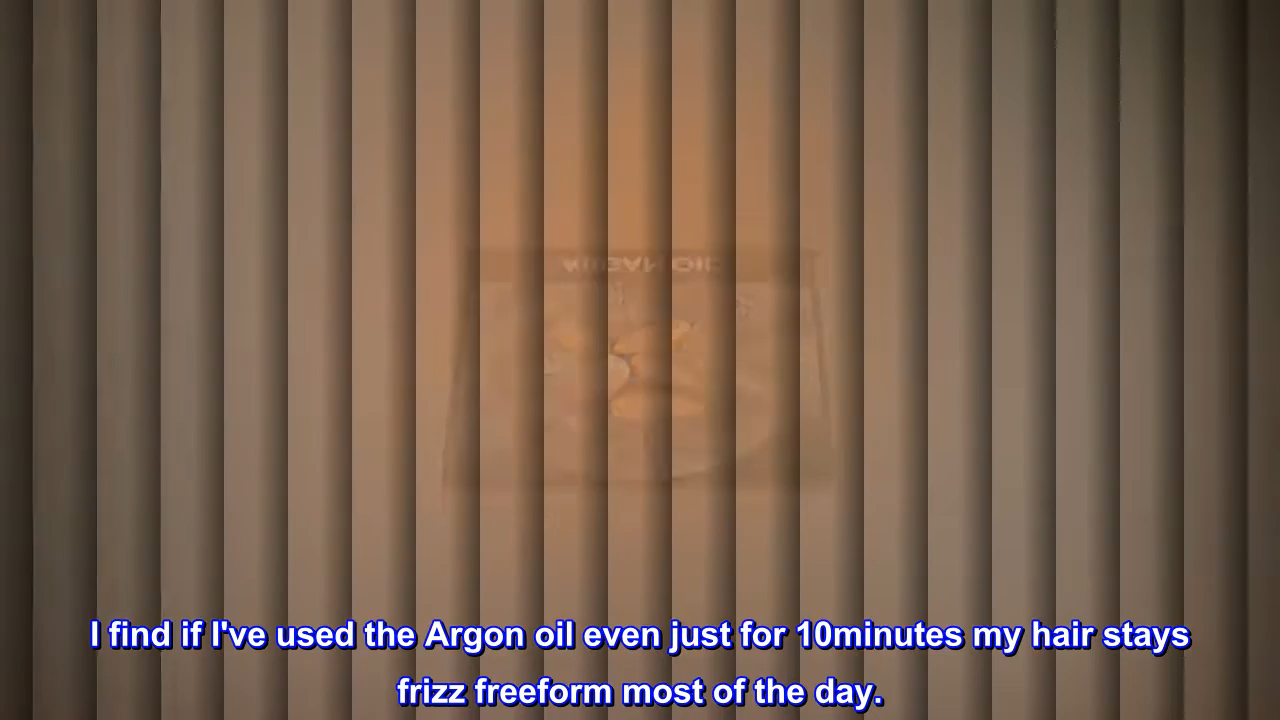 I find if I've used the Argon oil even just for 10minutes my hair stays
frizz freeform most of the day.